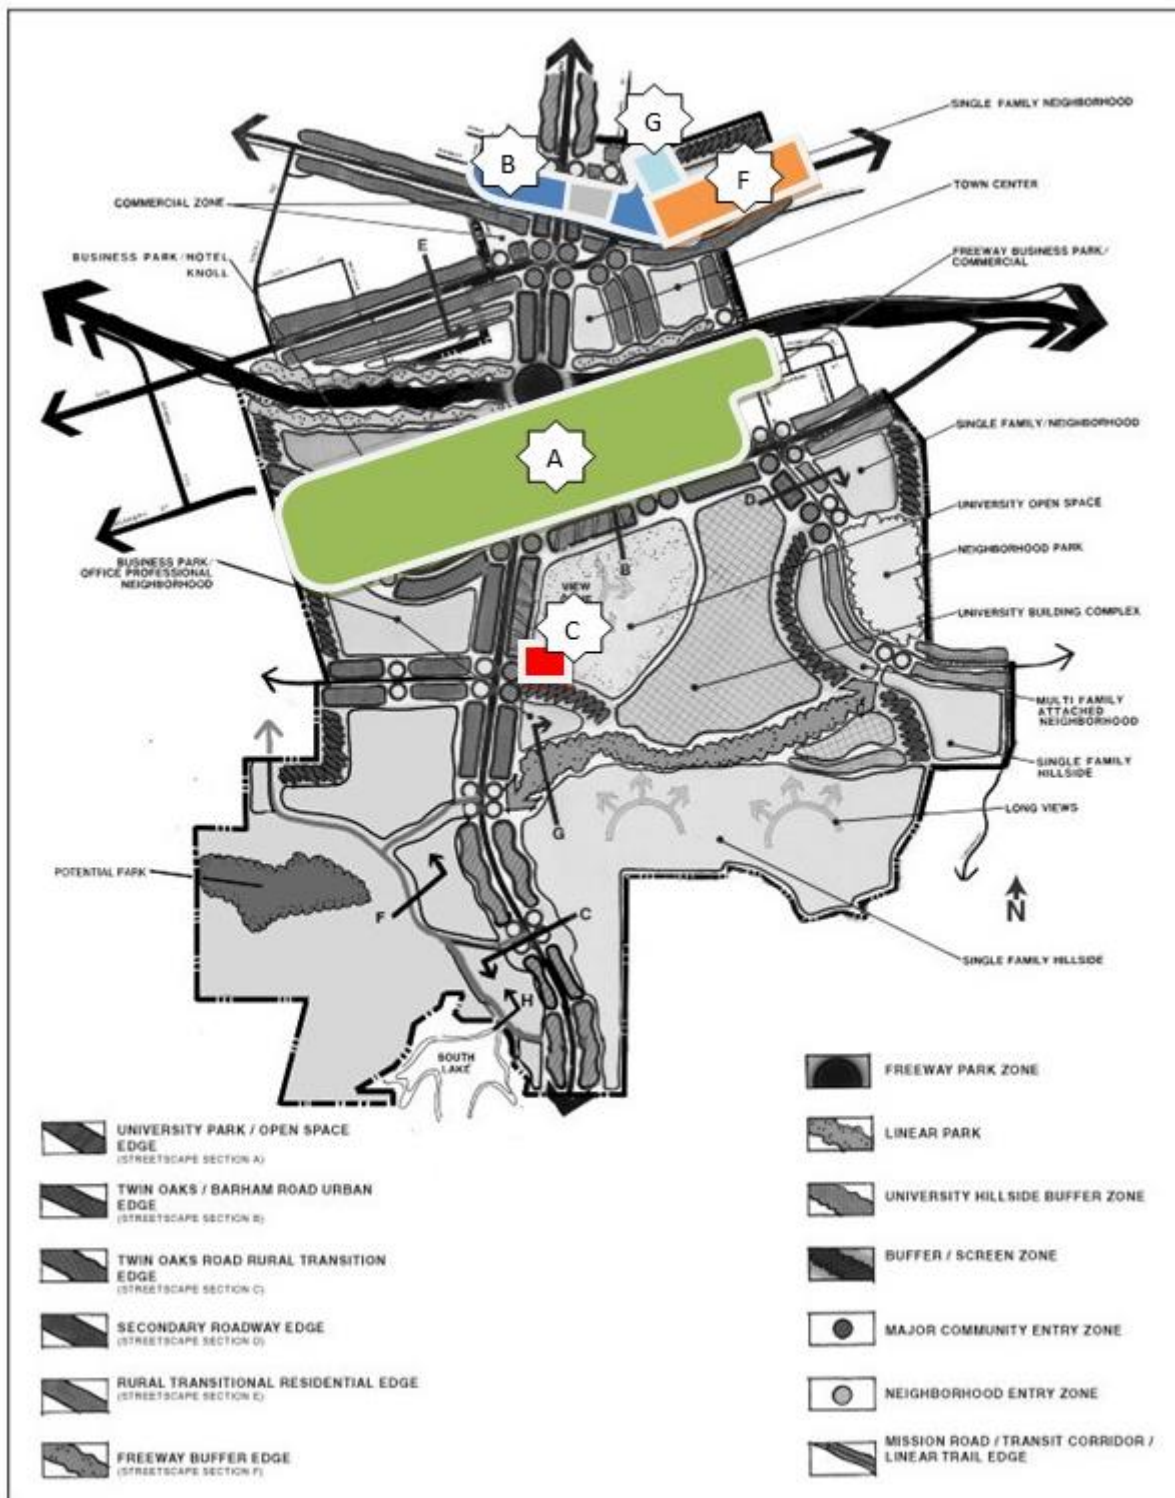 G
SINGLE FAMILY NEIGHBORHOOD
B
F
TOWN CENTER
COMMERCIAL ZONE
E
FREEWAY BUSINESS PARK/
COMMERCIAL
BUSINESS PARK/HOTEL
KNOLL
A
SINGLE FAMILY/NEIGHBORHOOD
D
UNIVERSITY OPEN SPACE
NEIGHBORHOOD PARK
BUSINESS PARK/
OFFICE PROFESSIONAL
NEIGHBORHOOD
B
VIEW
C
UNIVERSITY BUILDING COMPLEX
MULTI FAMILY
ATTACHED
NEIGHBORHOOD
SINGLE FAMILY
HILLSIDE
LONG VIEWS
G
POTENTIAL PARK
F
C
N
SINGLE FAMILY HILLSIDE
H
SOUTH
LAKE
UNIVERSITY PARK / OPEN SPACE
EDGE
(STREETSCAPE SECTION A)
TWIN OAKS / BARHAM ROAD URBAN
EDGE
(STREETSCAPE SECTION B)
TWIN OAKS ROAD RURAL TRANSITION
EDGE
(STREETSCAPE SECTION C)
SECONDARY ROADWAY EDGE
(STREETSCAPE SECTION D)
RURAL TRANSITIONAL RESIDENTIAL EDGE
(STREETSCAPE SECTION E)
FREEWAY BUFFER EDGE
(STREETSCAPE SECTION F)
FREEWAY PARK ZONE
LINEAR PARK
UNIVERSITY HILLSIDE BUFFER ZONE
BUFFER / SCREEN ZONE
MAJOR COMMUNITY ENTRY ZONE
NEIGHBORHOOD ENTRY ZONE
MISSION ROAD / TRANSIT CORRIDOR /
LINEAR TRAIL EDGE